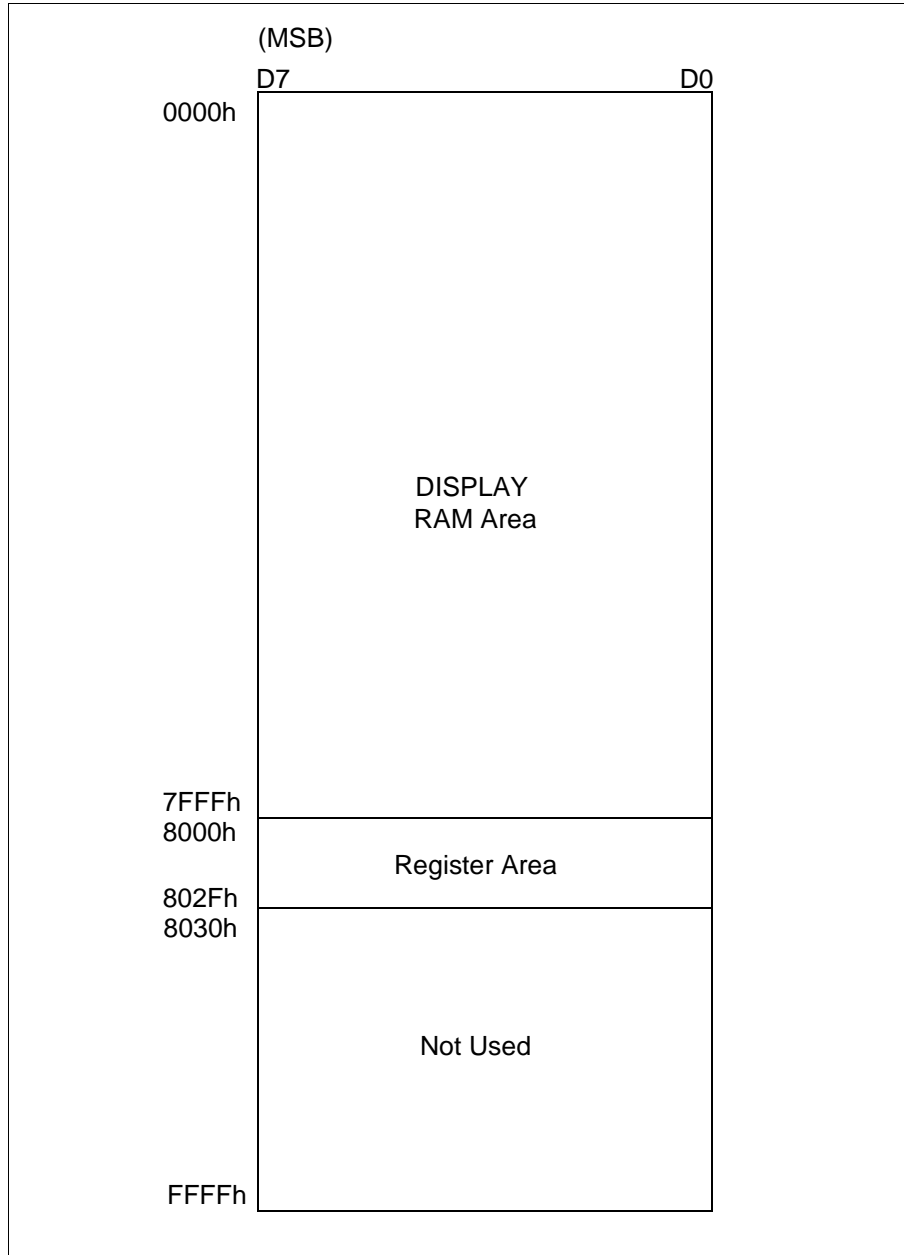 (MSB)
D7 D0
0000h
DISPLAY
RAM Area
7FFFh
8000h
Register Area
802Fh
8030h
Not Used
FFFFh